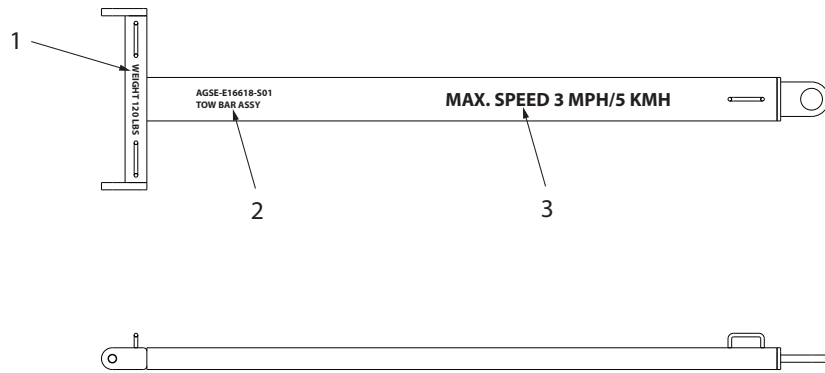 1
WEIGHT 120 LBS
AGSE-E16618-S01
TOW BAR ASSY
MAX. SPEED 3 MPH/5 KMH
2
3